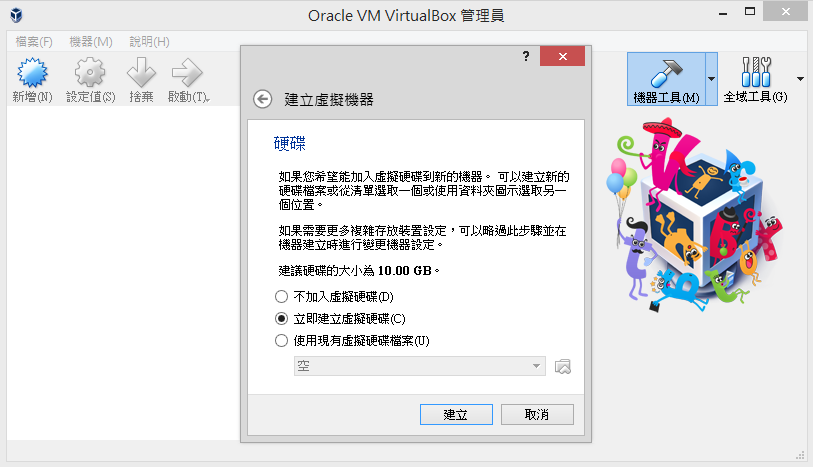 Oracle VM VirtualBox 管理員
檔案(F) 機器(M) 說明(H)
新增(N) 設定值(S) 捨棄 啟動(T)
機器工具(M) 全域工具(G)
?
建立虛擬機器
硬碟
如果您希望能加入虛擬硬碟到新的機器。 可以建立新的
硬碟檔案或從清單選取一個或使用資料夾圖示選取另一
個位置。
如果需要更多複雜存放裝置設定，可以略過此步驟並在
機器建立時進行變更機器設定。
建議硬碟的大小為 10.00 GB。
不加入虛擬硬碟(D)
立即建立虛擬硬碟(C)
使用現有虛擬硬碟檔案(U)
空
建立 取消